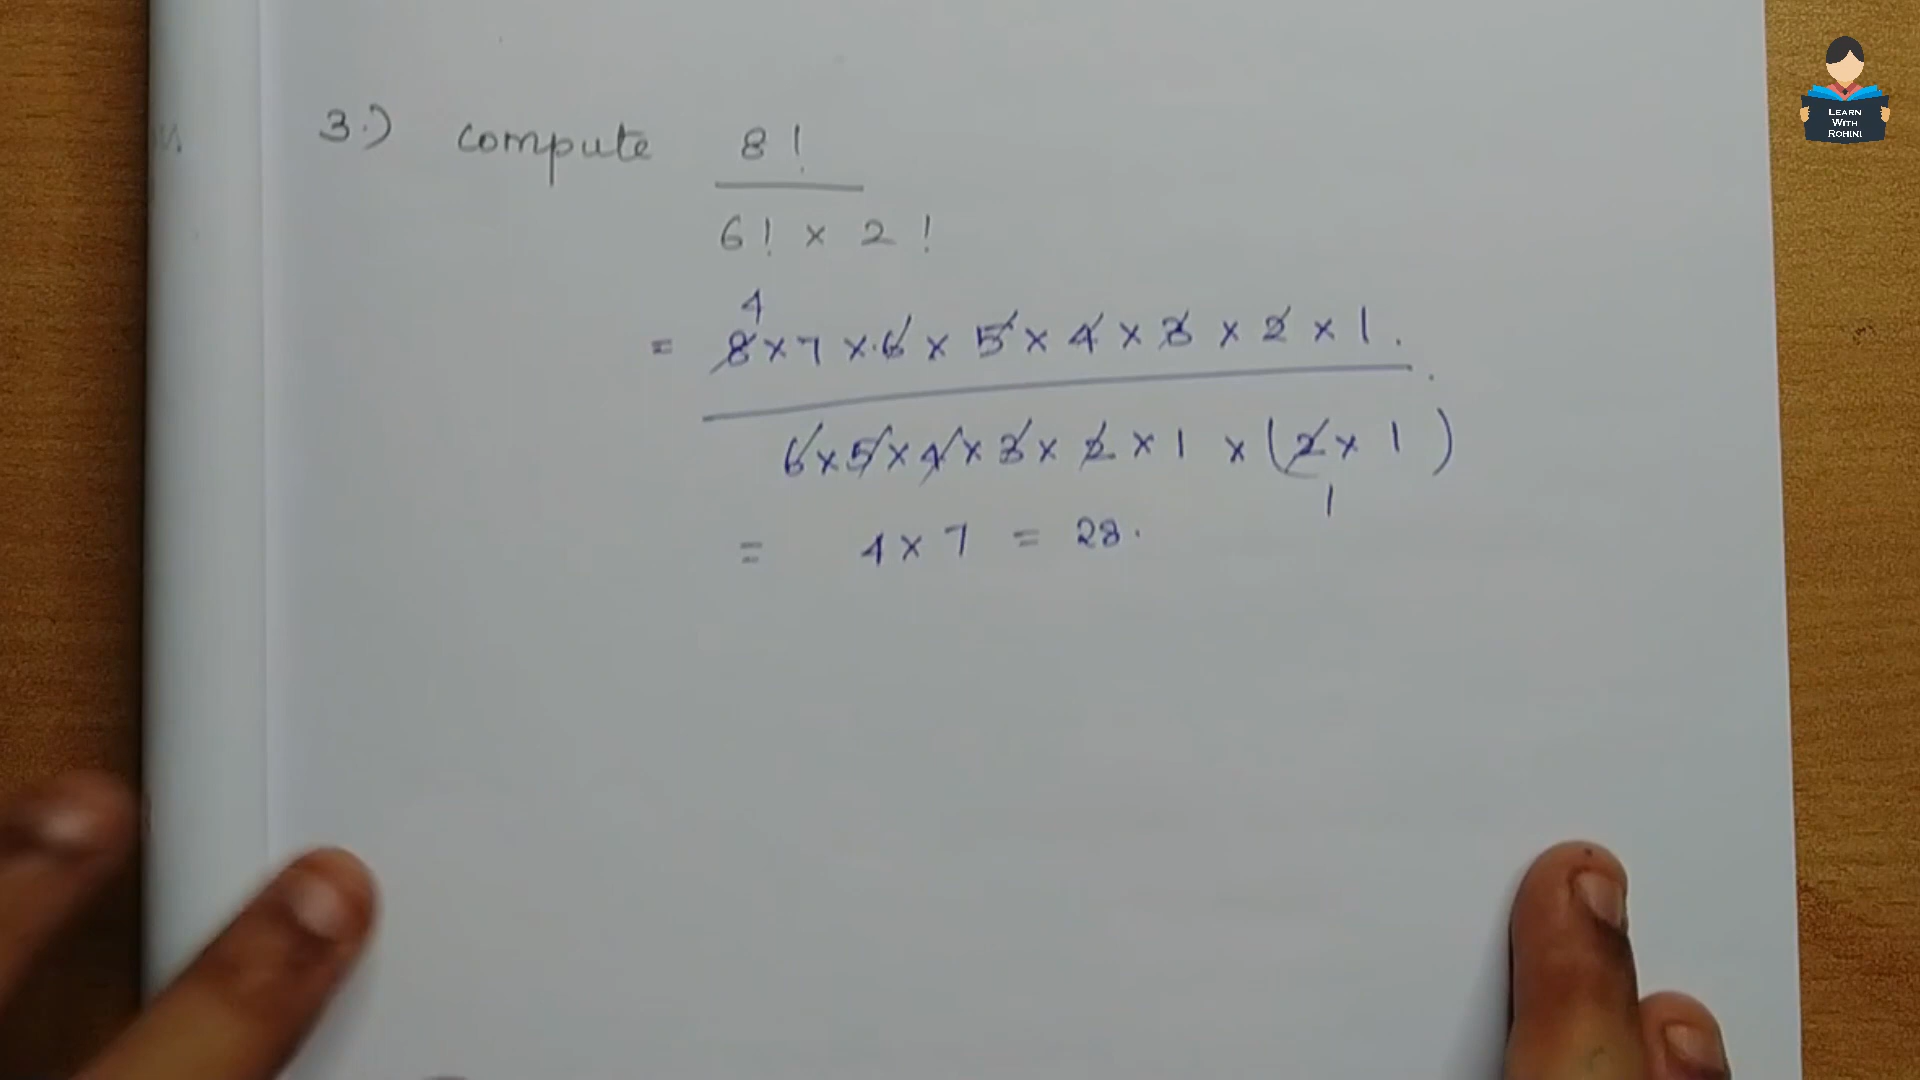 3.) compute 8!
6! × 2!
4
= 8 × 7 × 6 × 5 × 4 × 3 × 2 × 1.
6 × 5 × 4 × 3 × 2 × 1 × (2 × 1)
1
= 4 × 7 = 28.
LEARN
WITH
ROHINI